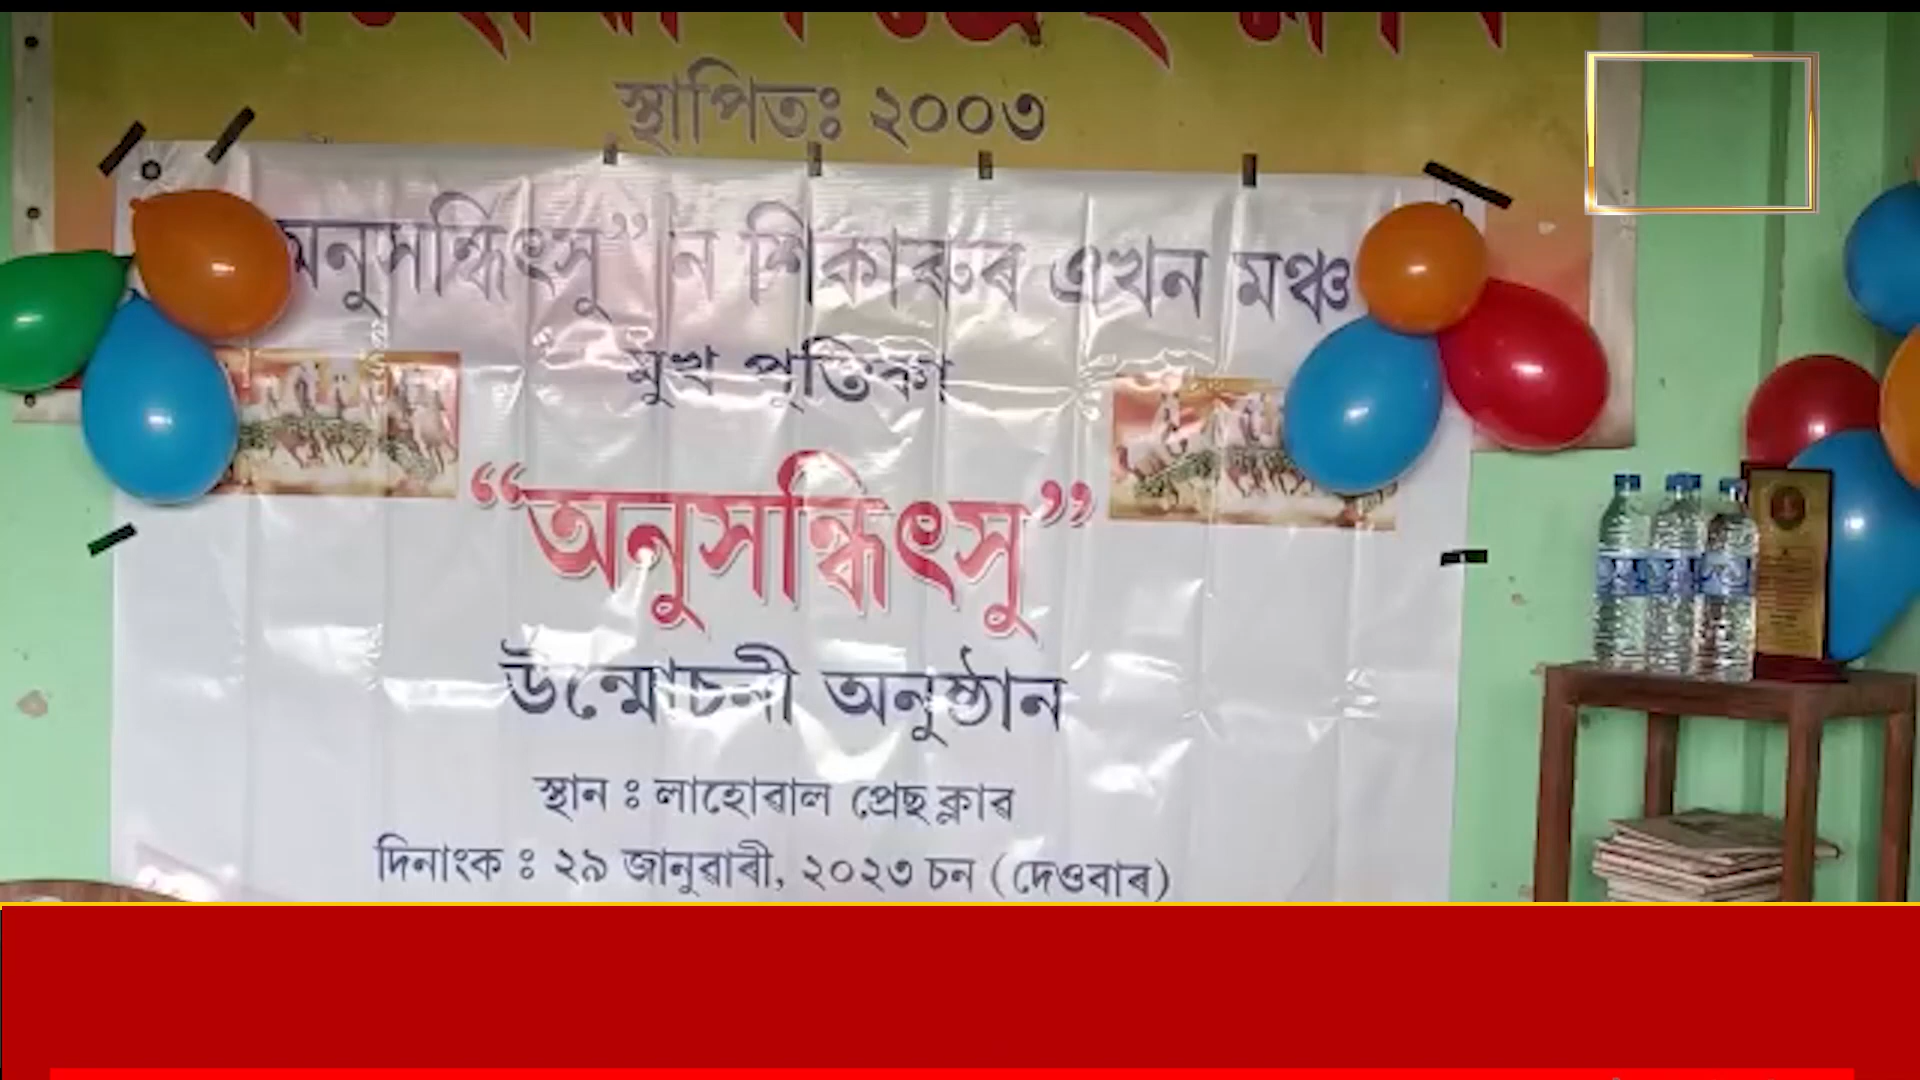 স্থাপিতঃ ২০০৩
অনুসন্ধিৎসু” ন শিকাৰুৰ এখন মঞ্চ
মুখ পুস্তিকা
“অনুসন্ধিৎসু”
উন্মোচনী অনুষ্ঠান
স্থান ঃ লাহোৱাল প্ৰেছ ক্লাৱ
দিনাংক ঃ ২৯ জানুৱাৰী, ২০২৩ চন (দেওবাৰ)